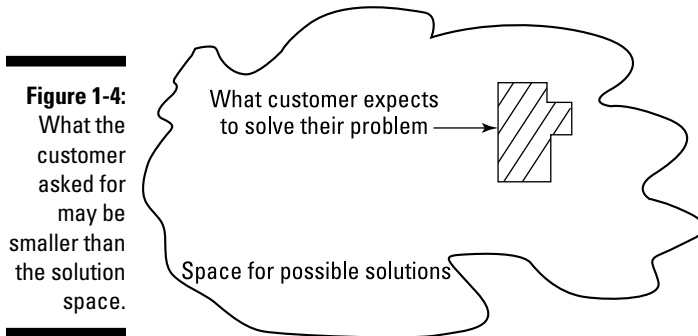 Figure 1-4:
What the
customer
asked for
may be
smaller than
the solution
space.
What customer expects
to solve their problem
Space for possible solutions